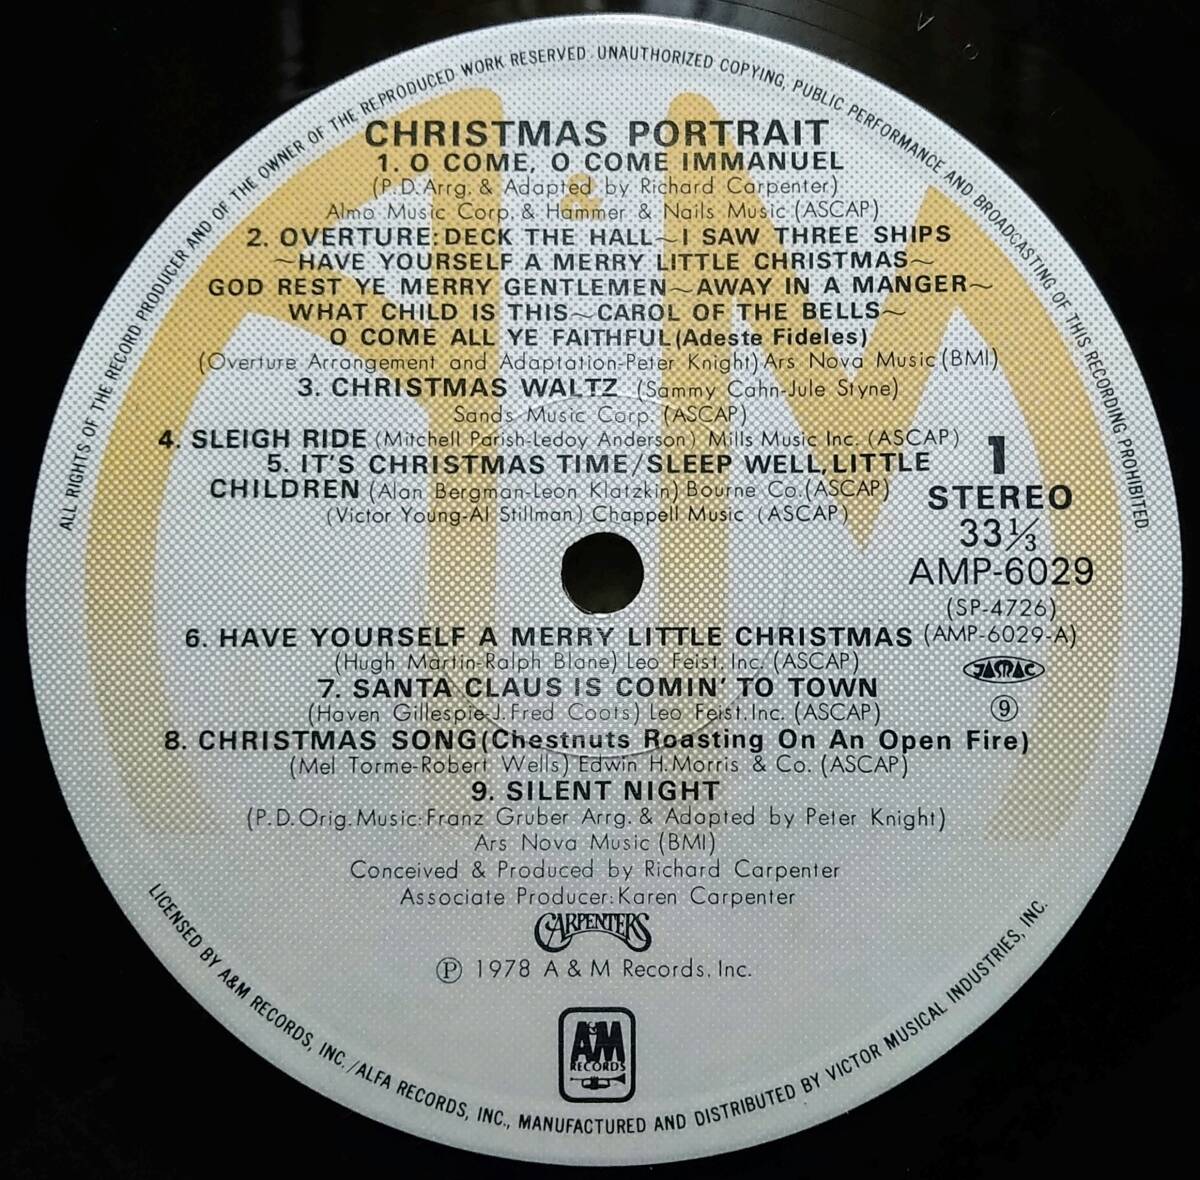 ALL RIGHTS OF THE RECORD PRODUCER AND OF THE OWNER OF THE REPRODUCED WORK RESERVED. UNAUTHORIZED COPYING, PUBLIC PERFORMANCE AND BROADCASTING OF THIS RECORDING PROHIBITED.
CHRISTMAS PORTRAIT
1. O COME, O COME IMMANUEL
(P.D.Arrg. & Adapted by Richard Carpenter)
Almo Music Corp. & Hammer & Nails Music (ASCAP)
2. OVERTURE: DECK THE HALL~I SAW THREE SHIPS
~HAVE YOURSELF A MERRY LITTLE CHRISTMAS~
GOD REST YE MERRY GENTLEMEN~AWAY IN A MANGER~
WHAT CHILD IS THIS~CAROL OF THE BELLS~
O COME ALL YE FAITHFUL(Adeste Fideles)
(Overture Arrangement and Adaptation-Peter Knight) Ars Nova Music (BMI)
3. CHRISTMAS WALTZ (Sammy Cahn-Jule Styne)
Sands Music Corp. (ASCAP)
4. SLEIGH RIDE (Mitchell Parish-Ledoy Anderson) Mills Music Inc. (ASCAP)
5. IT'S CHRISTMAS TIME/SLEEP WELL, LITTLE
CHILDREN (Alan Bergman-Leon Klatzkin) Bourne Co.(ASCAP)
(Victor Young-Al Stillman) Chappell Music (ASCAP)
1
STEREO
33⅓
AMP-6029
(SP-4726)
(AMP-6029-A)
JASRAC
⑨
6. HAVE YOURSELF A MERRY LITTLE CHRISTMAS
(Hugh Martin-Ralph Blane) Leo Feist. Inc. (ASCAP)
7. SANTA CLAUS IS COMIN' TO TOWN
(Haven Gillespie-J.Fred Coots) Leo Feist.Inc. (ASCAP)
8. CHRISTMAS SONG(Chestnuts Roasting On An Open Fire)
(Mel Torme-Robert Wells) Edwin H.Morris & Co. (ASCAP)
9. SILENT NIGHT
(P.D.Orig.Music: Franz Gruber Arrg. & Adapted by Peter Knight)
Ars Nova Music (BMI)
Conceived & Produced by Richard Carpenter
Associate Producer: Karen Carpenter
CARPENTERS
℗ 1978 A & M Records. Inc.
A&M
RECORDS
LICENSED BY A&M RECORDS, INC./ALFA RECORDS, INC., MANUFACTURED AND DISTRIBUTED BY VICTOR MUSICAL INDUSTRIES, INC.